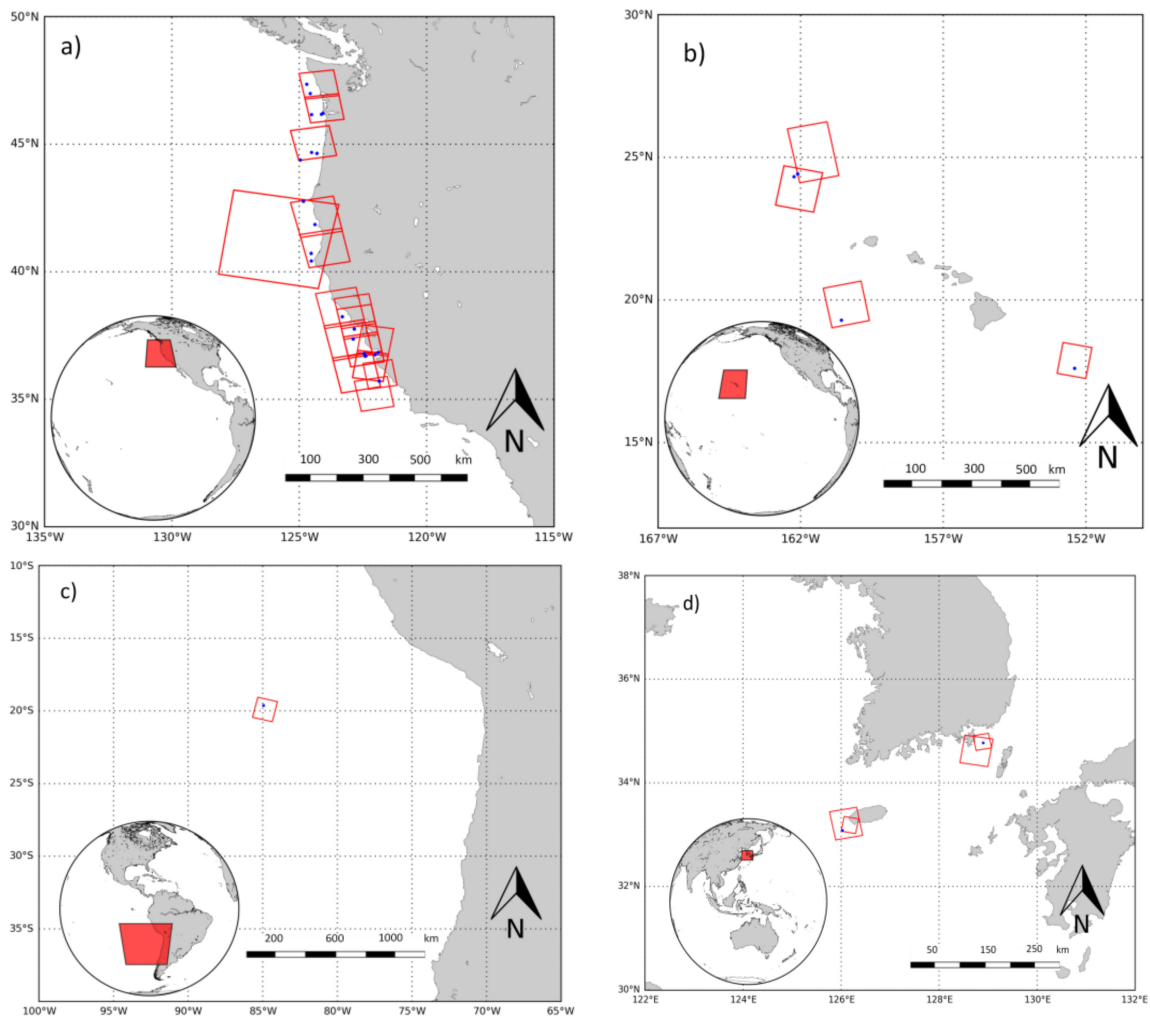 a)
50°N
45°N
40°N
35°N
30°N
135°W 130°W 125°W 120°W 115°W
100 300 500 km
N
b)
30°N
25°N
20°N
15°N
167°W 162°W 157°W 152°W
100 300 500 km
N
c)
10°S
15°S
20°S
25°S
30°S
35°S
40°S
100°W 95°W 90°W 85°W 80°W 75°W 70°W 65°W
200 600 1000 km
N
d)
38°N
36°N
34°N
32°N
30°N
122°E 124°E 126°E 128°E 130°E 132°E
50 150 250 km
N